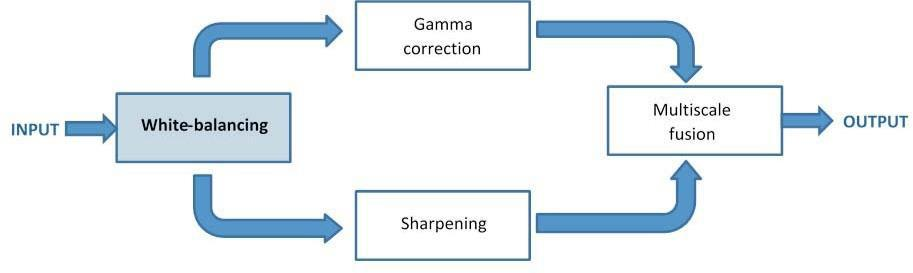 Gamma
correction
INPUT
White-balancing
Multiscale
fusion
OUTPUT
Sharpening